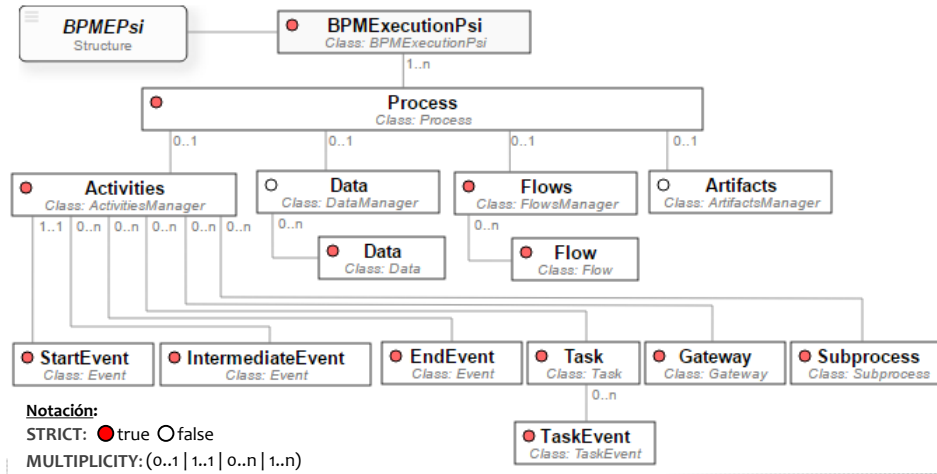 BPMEPsi
Structure
BPMExecutionPsi
Class: BPMExecutionPsi
1..n
Process
Class: Process
0..1 0..1 0..1 0..1
Activities
Class: ActivitiesManager
Data
Class: DataManager
Flows
Class: FlowsManager
Artifacts
Class: ArtifactsManager
1..1 0..n 0..n 0..n 0..n 0..n
0..n
0..n
Data
Class: Data
Flow
Class: Flow
StartEvent
Class: Event
IntermediateEvent
Class: Event
EndEvent
Class: Event
Task
Class: Task
Gateway
Class: Gateway
Subprocess
Class: Subprocess
0..n
TaskEvent
Class: TaskEvent
Notación:
STRICT: true false
MULTIPLICITY: (0..1 | 1..1 | 0..n | 1..n)